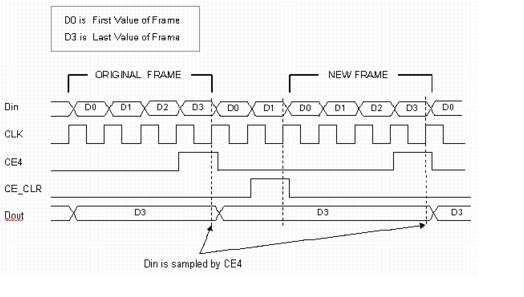 D0 is First Value of Frame
D3 is Last Value of Frame
ORIGINAL FRAME NEW FRAME
Din D0 D1 D2 D3 D0 D1 D0 D1 D2 D3 D0
CLK
CE4
CE_CLR
Dout D3 D3 D3
Din is sampled by CE4